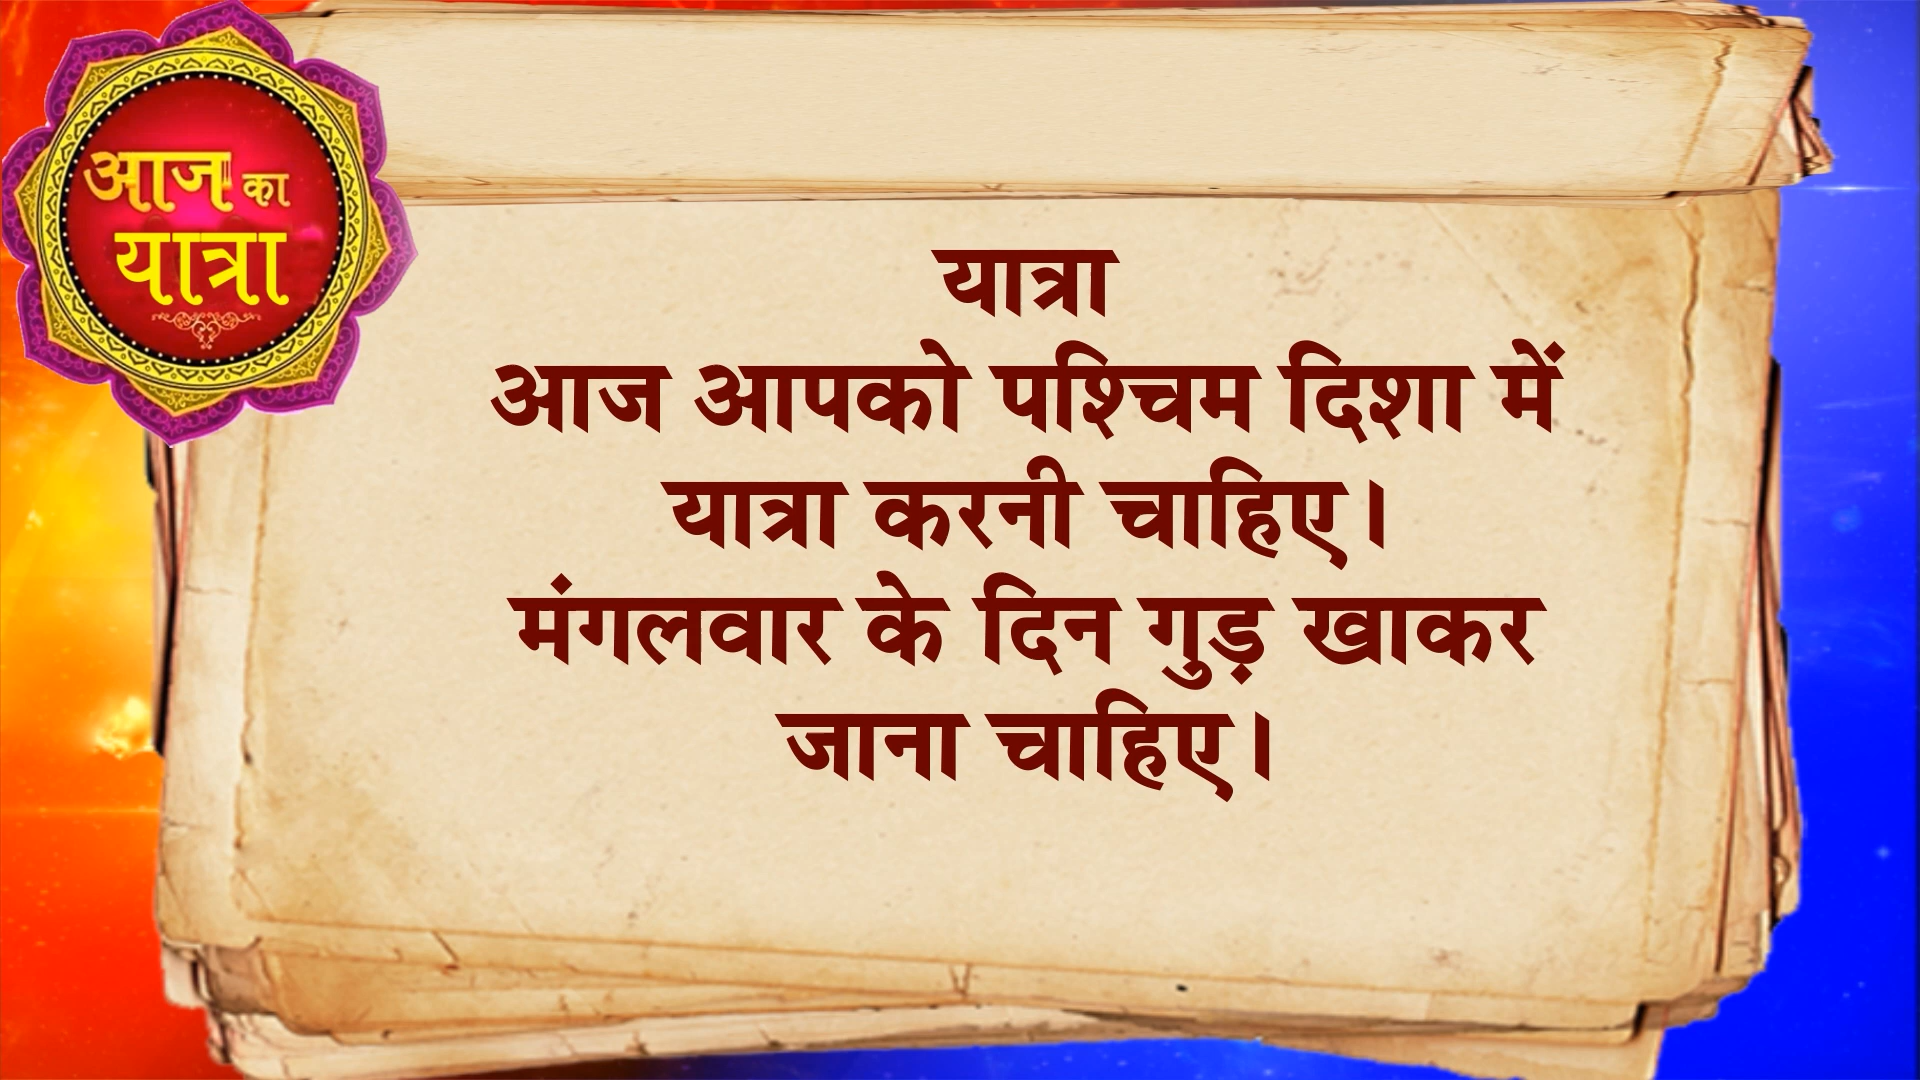 आज का
यात्रा
यात्रा
आज आपको पश्चिम दिशा में
यात्रा करनी चाहिए।
मंगलवार के दिन गुड़ खाकर
जाना चाहिए।